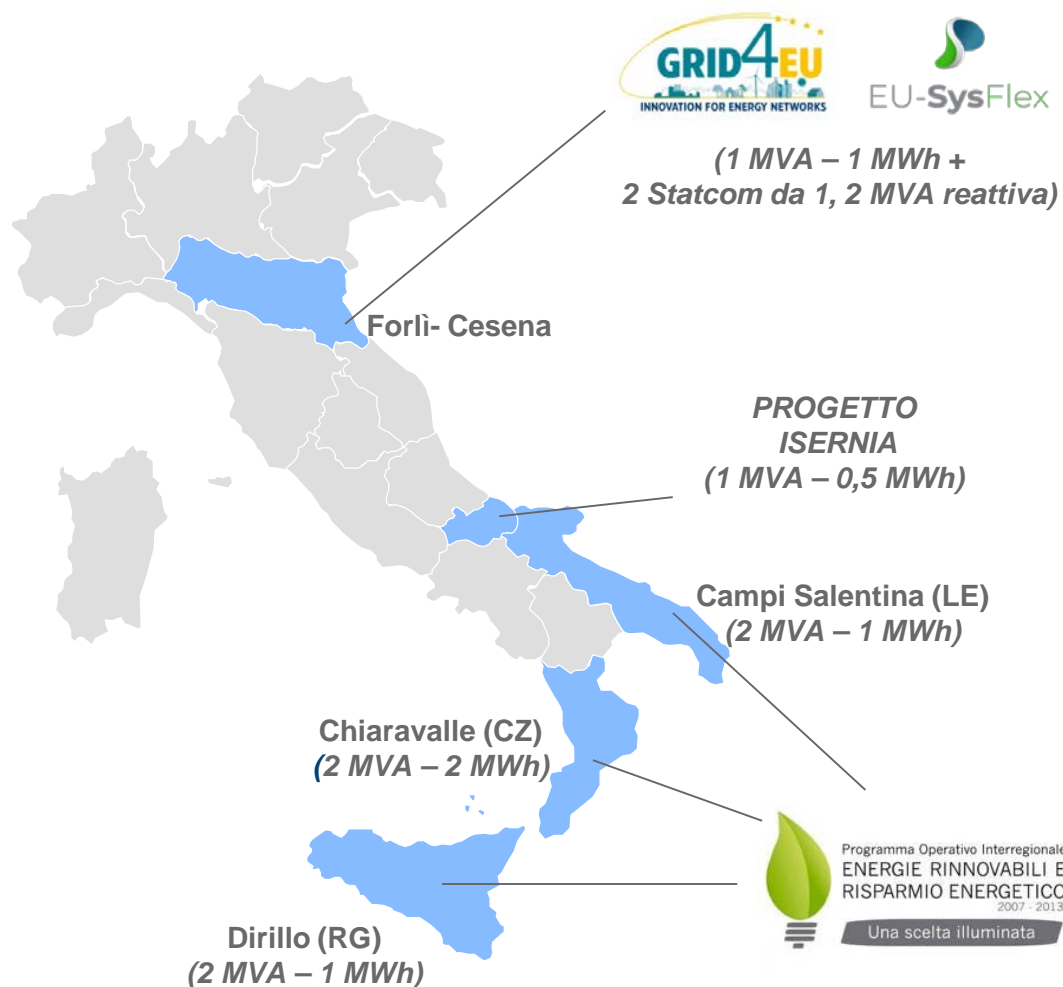 GRID4EU
INNOVATION FOR ENERGY NETWORKS
EU-SysFlex
(1 MVA – 1 MWh +
2 Statcom da 1, 2 MVA reattiva)
Forlì- Cesena
PROGETTO
ISERNIA
(1 MVA – 0,5 MWh)
Campi Salentina (LE)
(2 MVA – 1 MWh)
Chiaravalle (CZ)
(2 MVA – 2 MWh)
Programma Operativo Interregionale
ENERGIE RINNOVABILI E
RISPARMIO ENERGETICO
2007 - 2013
Una scelta illuminata
Dirillo (RG)
(2 MVA – 1 MWh)